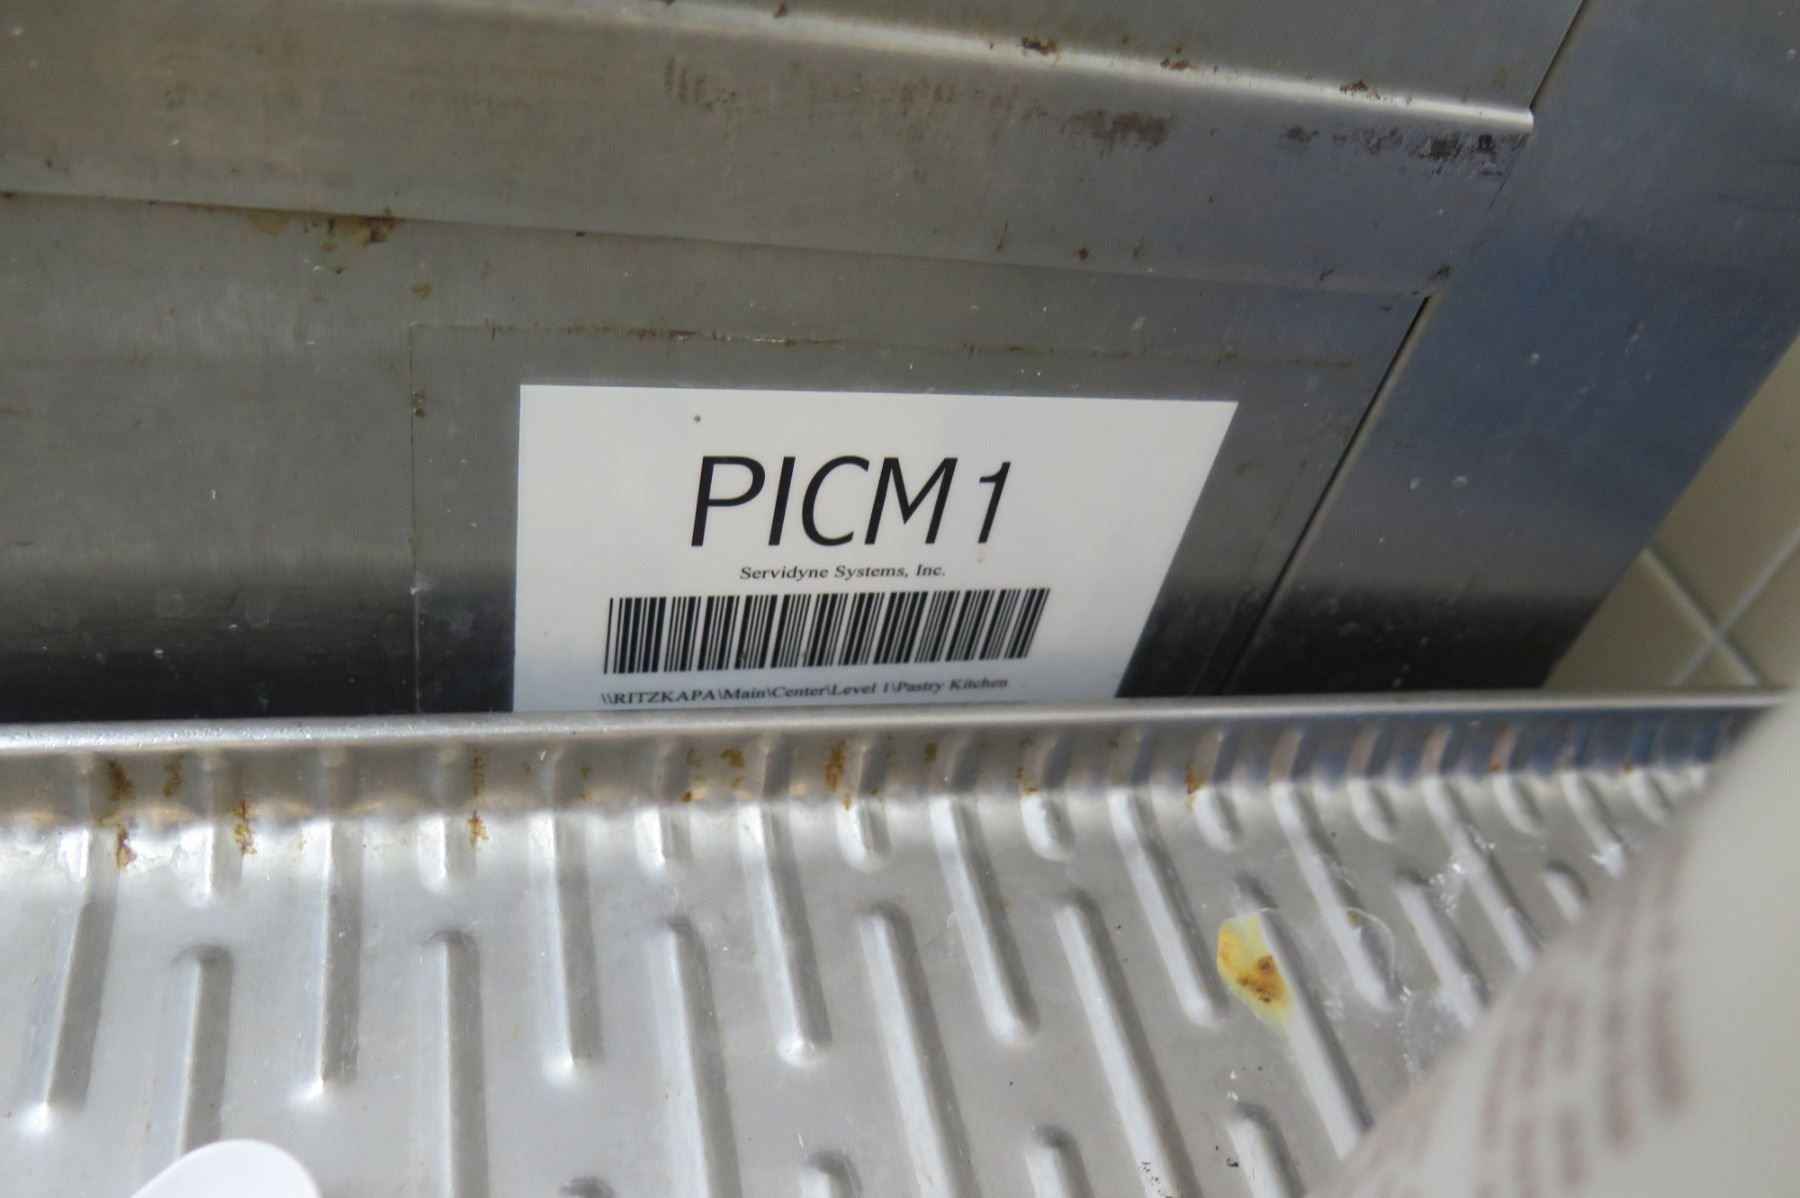 PICM1
Servidyne Systems, Inc.
\\RITZKAPA\Main\Center\Level 1\Pastry Kitchen